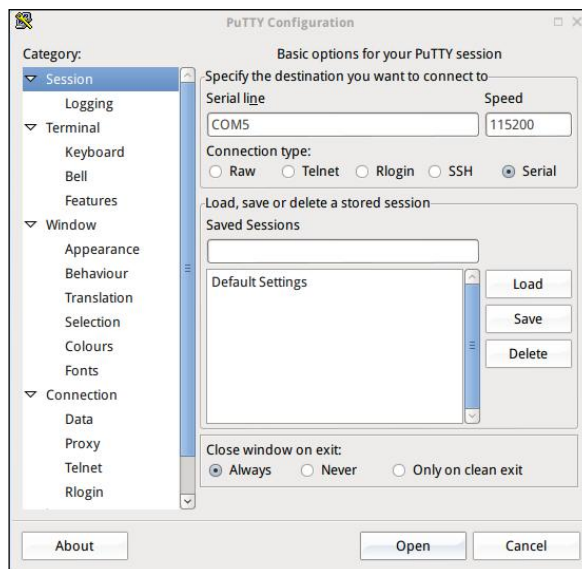 PuTTY Configuration
Category:
Session
Logging
Terminal
Keyboard
Bell
Features
Window
Appearance
Behaviour
Translation
Selection
Colours
Fonts
Connection
Data
Proxy
Telnet
Rlogin
Basic options for your PuTTY session
Specify the destination you want to connect to
Serial line Speed
COM5 115200
Connection type:
Raw Telnet Rlogin SSH Serial
Load, save or delete a stored session
Saved Sessions
Default Settings
Load
Save
Delete
Close window on exit:
Always Never Only on clean exit
About Open Cancel